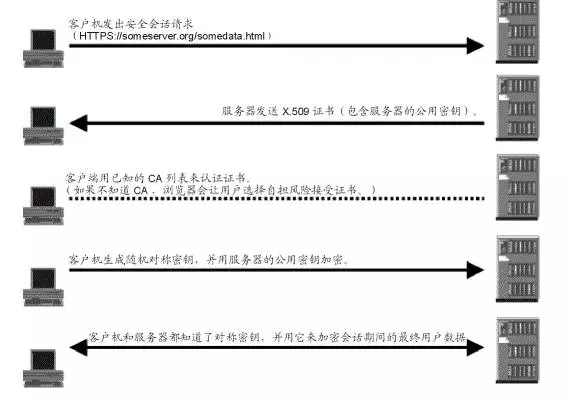 客户机发出安全会话请求
（HTTPS://someserver.org/somedata.html）
服务器发送 X.509 证书（包含服务器的公用密钥）。
客户端用已知的 CA 列表来认证证书。
（如果不知道 CA，浏览器会让用户选择自担风险接受证书。）
客户机生成随机对称密钥，并用服务器的公用密钥加密。
客户机和服务器都知道了对称密钥，并用它来加密会话期间的最终用户数据